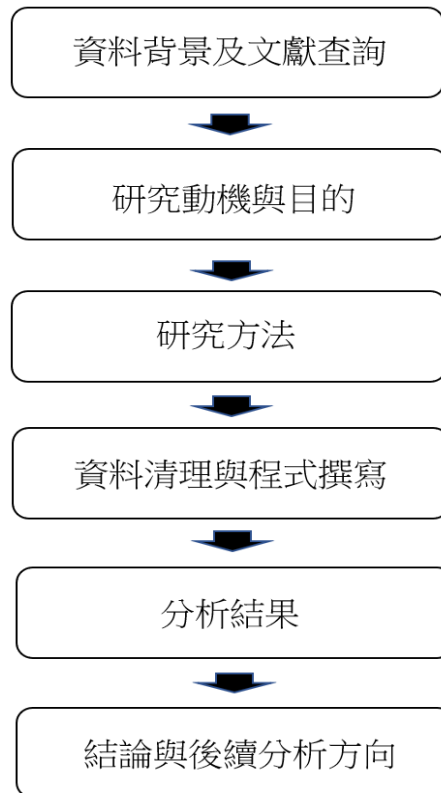 資料背景及文獻查詢
研究動機與目的
研究方法
資料清理與程式撰寫
分析結果
結論與後續分析方向